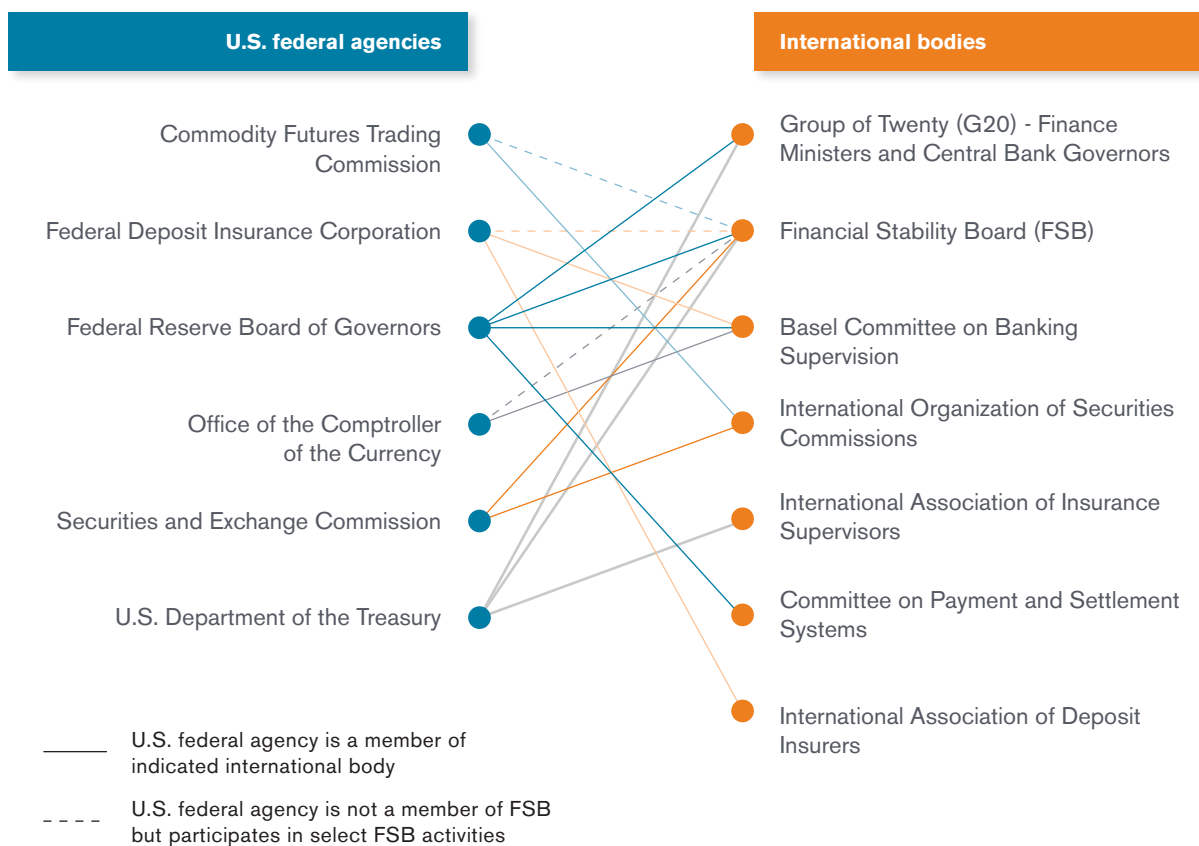 U.S. federal agencies
International bodies
Commodity Futures Trading
Commission
Federal Deposit Insurance Corporation
Federal Reserve Board of Governors
Office of the Comptroller
of the Currency
Securities and Exchange Commission
U.S. Department of the Treasury
Group of Twenty (G20) - Finance
Ministers and Central Bank Governors
Financial Stability Board (FSB)
Basel Committee on Banking
Supervision
International Organization of Securities
Commissions
International Association of Insurance
Supervisors
Committee on Payment and Settlement
Systems
International Association of Deposit
Insurers
U.S. federal agency is a member of
indicated international body
U.S. federal agency is not a member of FSB
but participates in select FSB activities